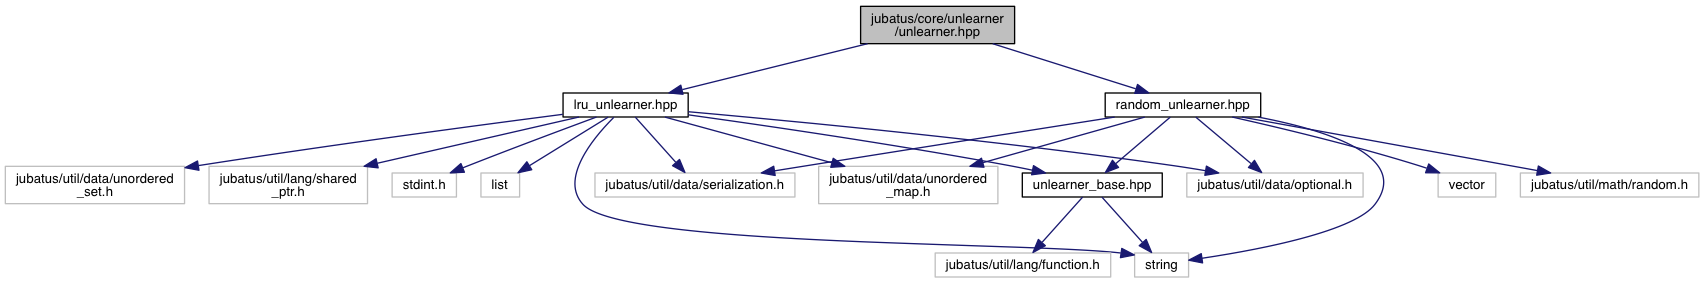 jubatus/core/unlearner
/unlearner.hpp
lru_unlearner.hpp
random_unlearner.hpp
jubatus/util/data/unordered
_set.h
jubatus/util/lang/shared
_ptr.h
stdint.h
list
jubatus/util/data/serialization.h
jubatus/util/data/unordered
_map.h
unlearner_base.hpp
jubatus/util/data/optional.h
vector
jubatus/util/math/random.h
jubatus/util/lang/function.h
string